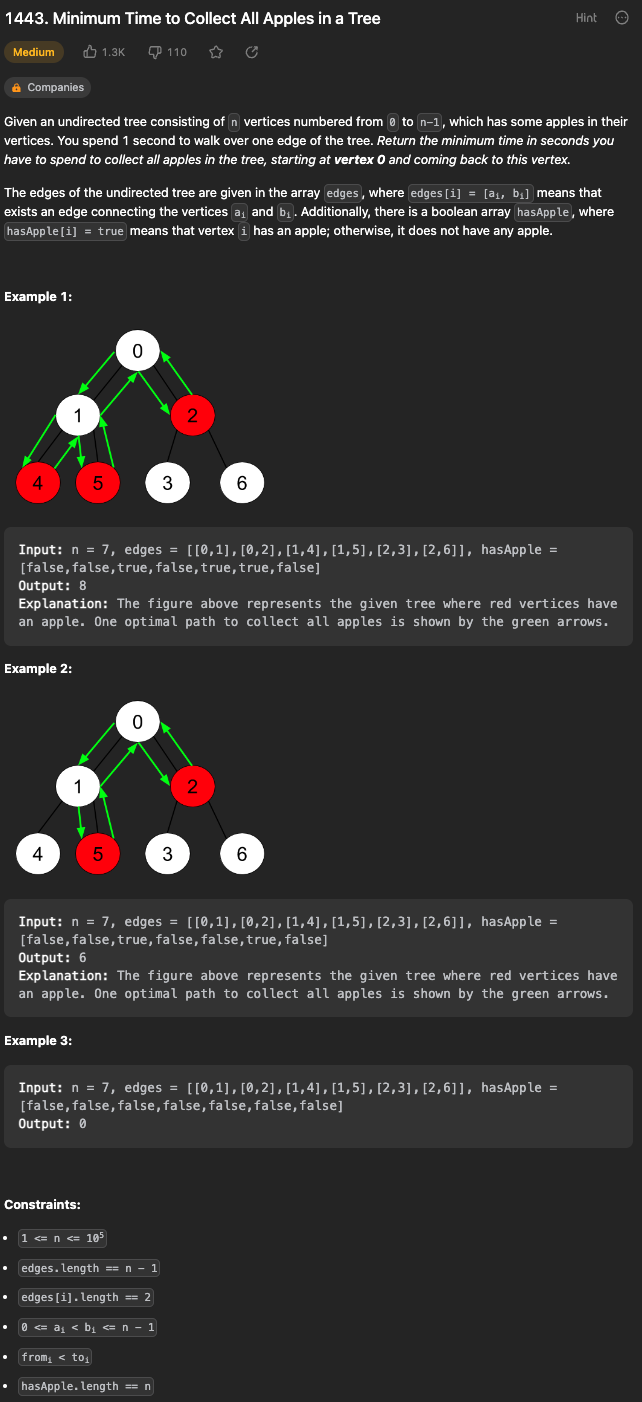 1443. Minimum Time to Collect All Apples in a Tree
Hint
Medium
1.3K
110
Companies
Given an undirected tree consisting of n vertices numbered from 0 to n-1, which has some apples in their
vertices. You spend 1 second to walk over one edge of the tree. Return the minimum time in seconds you
have to spend to collect all apples in the tree, starting at vertex 0 and coming back to this vertex.
The edges of the undirected tree are given in the array edges, where edges[i] = [aᵢ, bᵢ] means that
exists an edge connecting the vertices aᵢ and bᵢ. Additionally, there is a boolean array hasApple, where
hasApple[i] = true means that vertex i has an apple; otherwise, it does not have any apple.
Example 1:
0
1 2
4 5 3 6
Input: n = 7, edges = [[0,1],[0,2],[1,4],[1,5],[2,3],[2,6]], hasApple =
[false,false,true,false,true,true,false]
Output: 8
Explanation: The figure above represents the given tree where red vertices have
an apple. One optimal path to collect all apples is shown by the green arrows.
Example 2:
0
1 2
4 5 3 6
Input: n = 7, edges = [[0,1],[0,2],[1,4],[1,5],[2,3],[2,6]], hasApple =
[false,false,true,false,false,true,false]
Output: 6
Explanation: The figure above represents the given tree where red vertices have
an apple. One optimal path to collect all apples is shown by the green arrows.
Example 3:
Input: n = 7, edges = [[0,1],[0,2],[1,4],[1,5],[2,3],[2,6]], hasApple =
[false,false,false,false,false,false,false]
Output: 0
Constraints:
• 1 <= n <= 10⁵
• edges.length == n - 1
• edges[i].length == 2
• 0 <= aᵢ < bᵢ <= n - 1
• fromᵢ < toᵢ
• hasApple.length == n